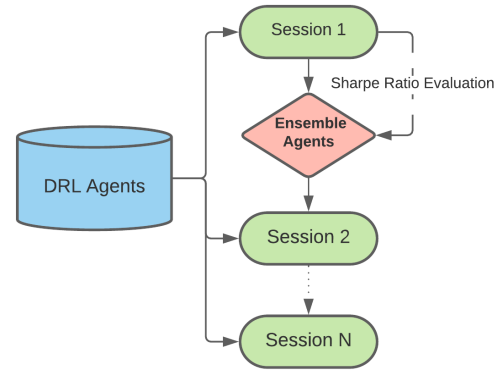 Session 1
Sharpe Ratio Evaluation
Ensemble
Agents
DRL Agents
Session 2
Session N